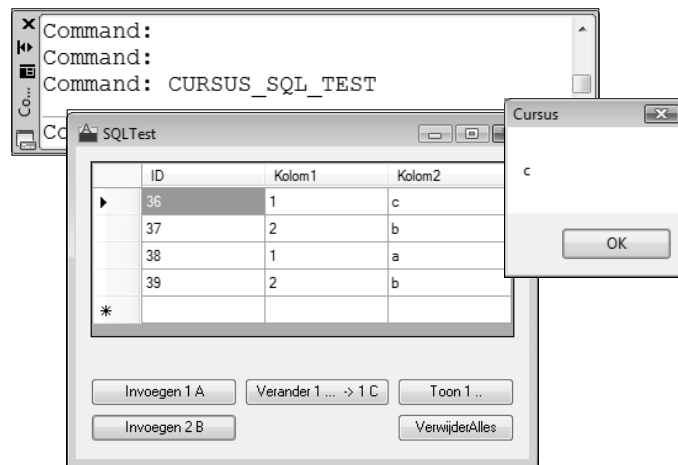 Command:
Command:
Command: CURSUS_SQL_TEST
Co...
SQLTest
Cursus
c
OK
ID Kolom1 Kolom2
36 1 c
37 2 b
38 1 a
39 2 b
Invoegen 1 A Verander 1 ... -> 1 C Toon 1 ..
Invoegen 2 B VerwijderAlles